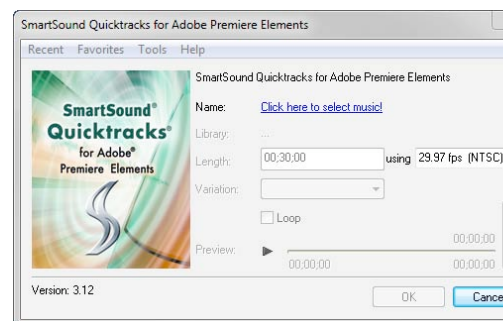 SmartSound Quicktracks for Adobe Premiere Elements
Recent Favorites Tools Help
SmartSound®
Quicktracks®
for Adobe®
Premiere Elements
SmartSound Quicktracks for Adobe Premiere Elements
Name: Click here to select music!
Library: ...
Length: 00;30;00 using 29.97 fps (NTSC)
Variation:
Loop
00;00;00
Preview:
00;00;00 00;00;00
Version: 3.12
OK Cance